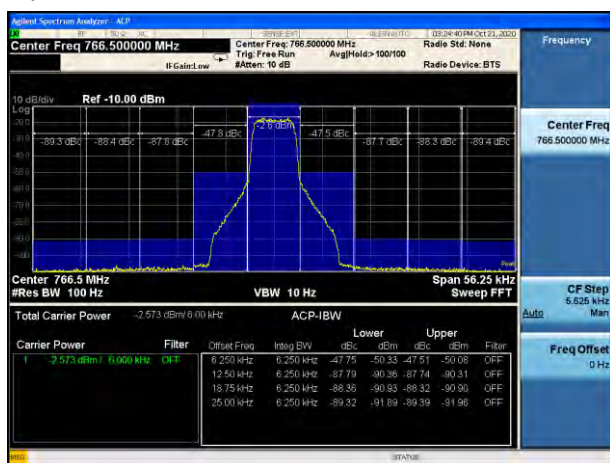 Agilent Spectrum Analyzer - ACP
RF 50 Ω AC SENSE:EXT ALIGN AUTO 03:24:40 PM Oct 21, 2020
Center Freq 766.500000 MHz
Center Freq: 766.500000 MHz
Radio Std: None
Trig: Free Run
Avg|Hold:> 100/100
IFGain:Low
#Atten: 10 dB
Radio Device: BTS
Frequency
10 dB/div Ref -10.00 dBm
Log
-89.3 dBc -88.4 dBc -87.8 dBc -47.8 dBc -2.6 dBm -47.5 dBc -87.7 dBc -88.3 dBc -89.4 dBc
Center Freq
766.500000 MHz
Center 766.5 MHz
Span 56.25 kHz
#Res BW 100 Hz
VBW 10 Hz
Sweep FFT
CF Step
5.625 kHz
Auto Man
Total Carrier Power -2.573 dBm/ 6.00 kHz ACP-IBW
Lower Upper
Carrier Power Filter Offset Freq Integ BW dBc dBm dBc dBm Filter
1 -2.573 dBm / 6.000 kHz OFF
6.250 kHz 6.250 kHz -47.75 -50.33 -47.51 -50.08 OFF
12.50 kHz 6.250 kHz -87.79 -90.36 -87.74 -90.31 OFF
18.75 kHz 6.250 kHz -88.36 -90.93 -88.32 -90.90 OFF
25.00 kHz 6.250 kHz -89.32 -91.89 -89.39 -91.96 OFF
Freq Offset
0 Hz
MSG STATUS